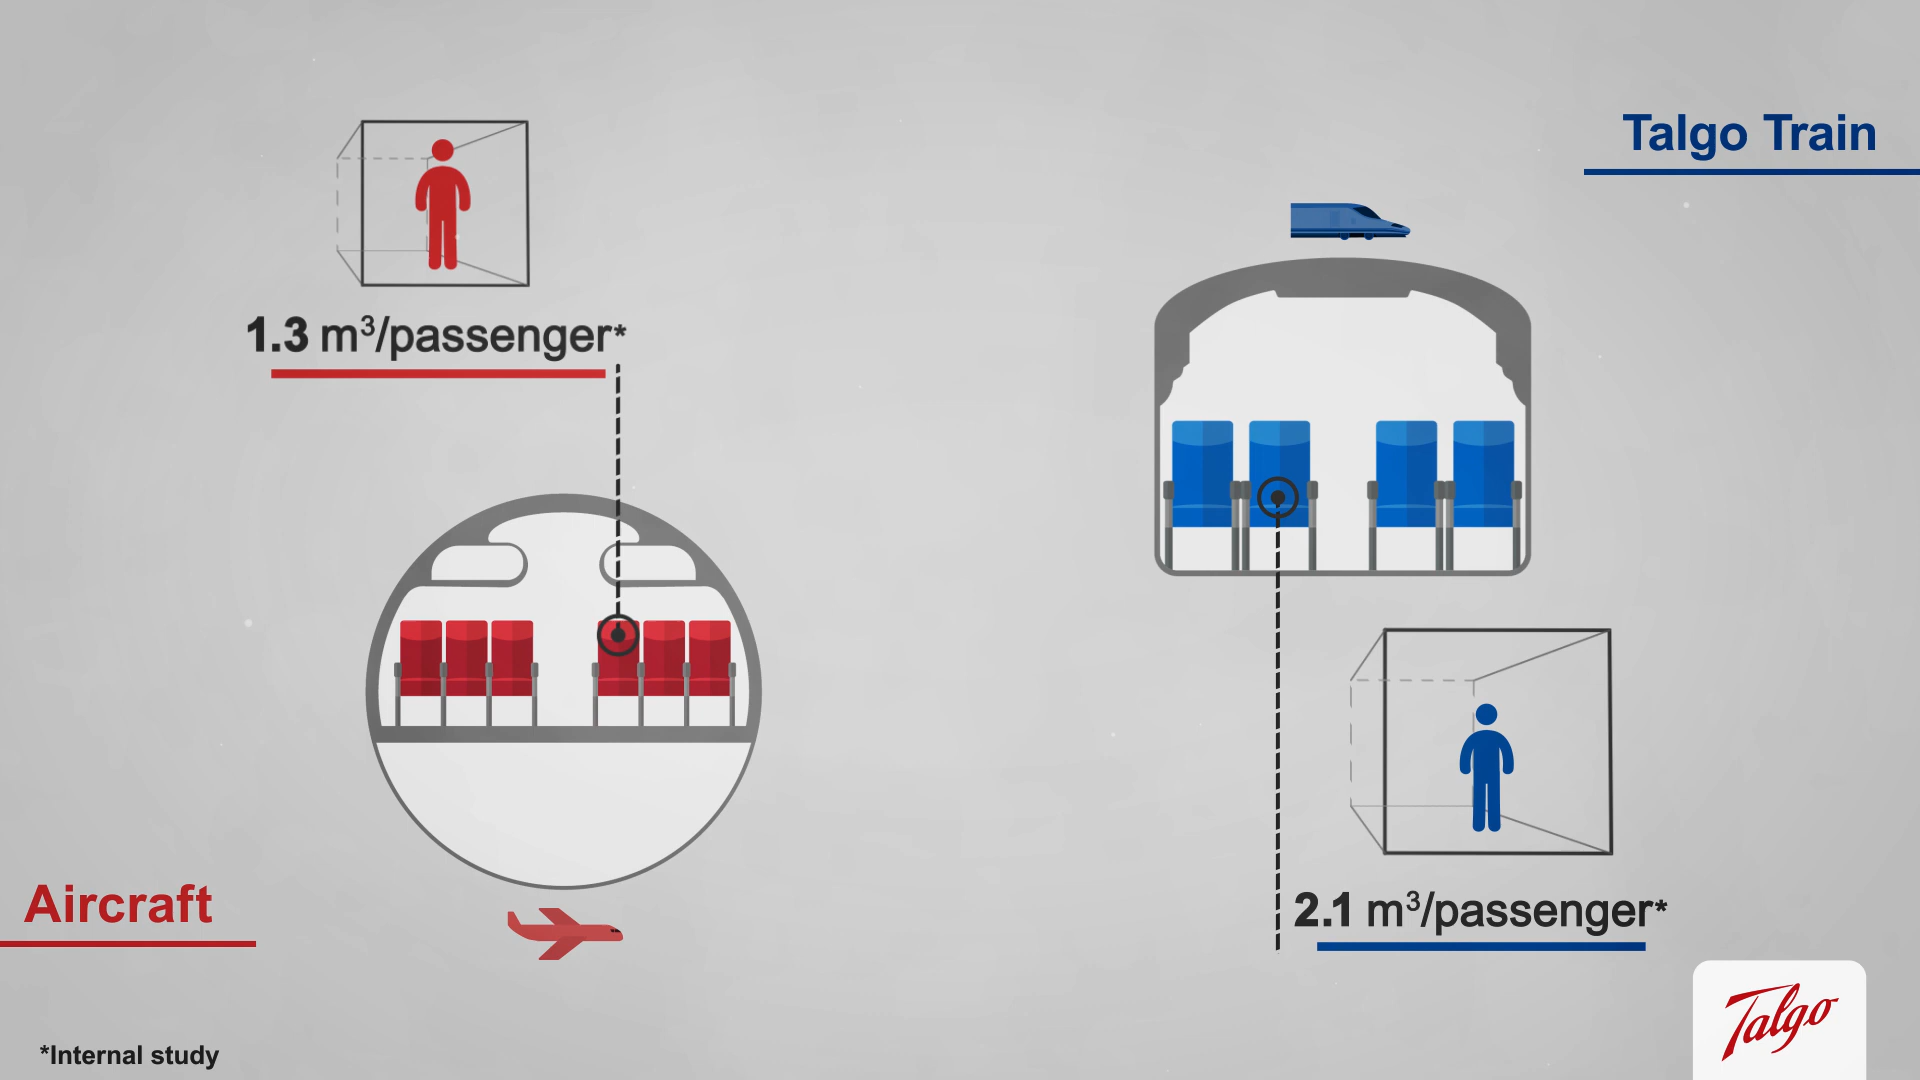 Talgo Train
1.3 m³/passenger*
2.1 m³/passenger*
Aircraft
Talgo
*Internal study